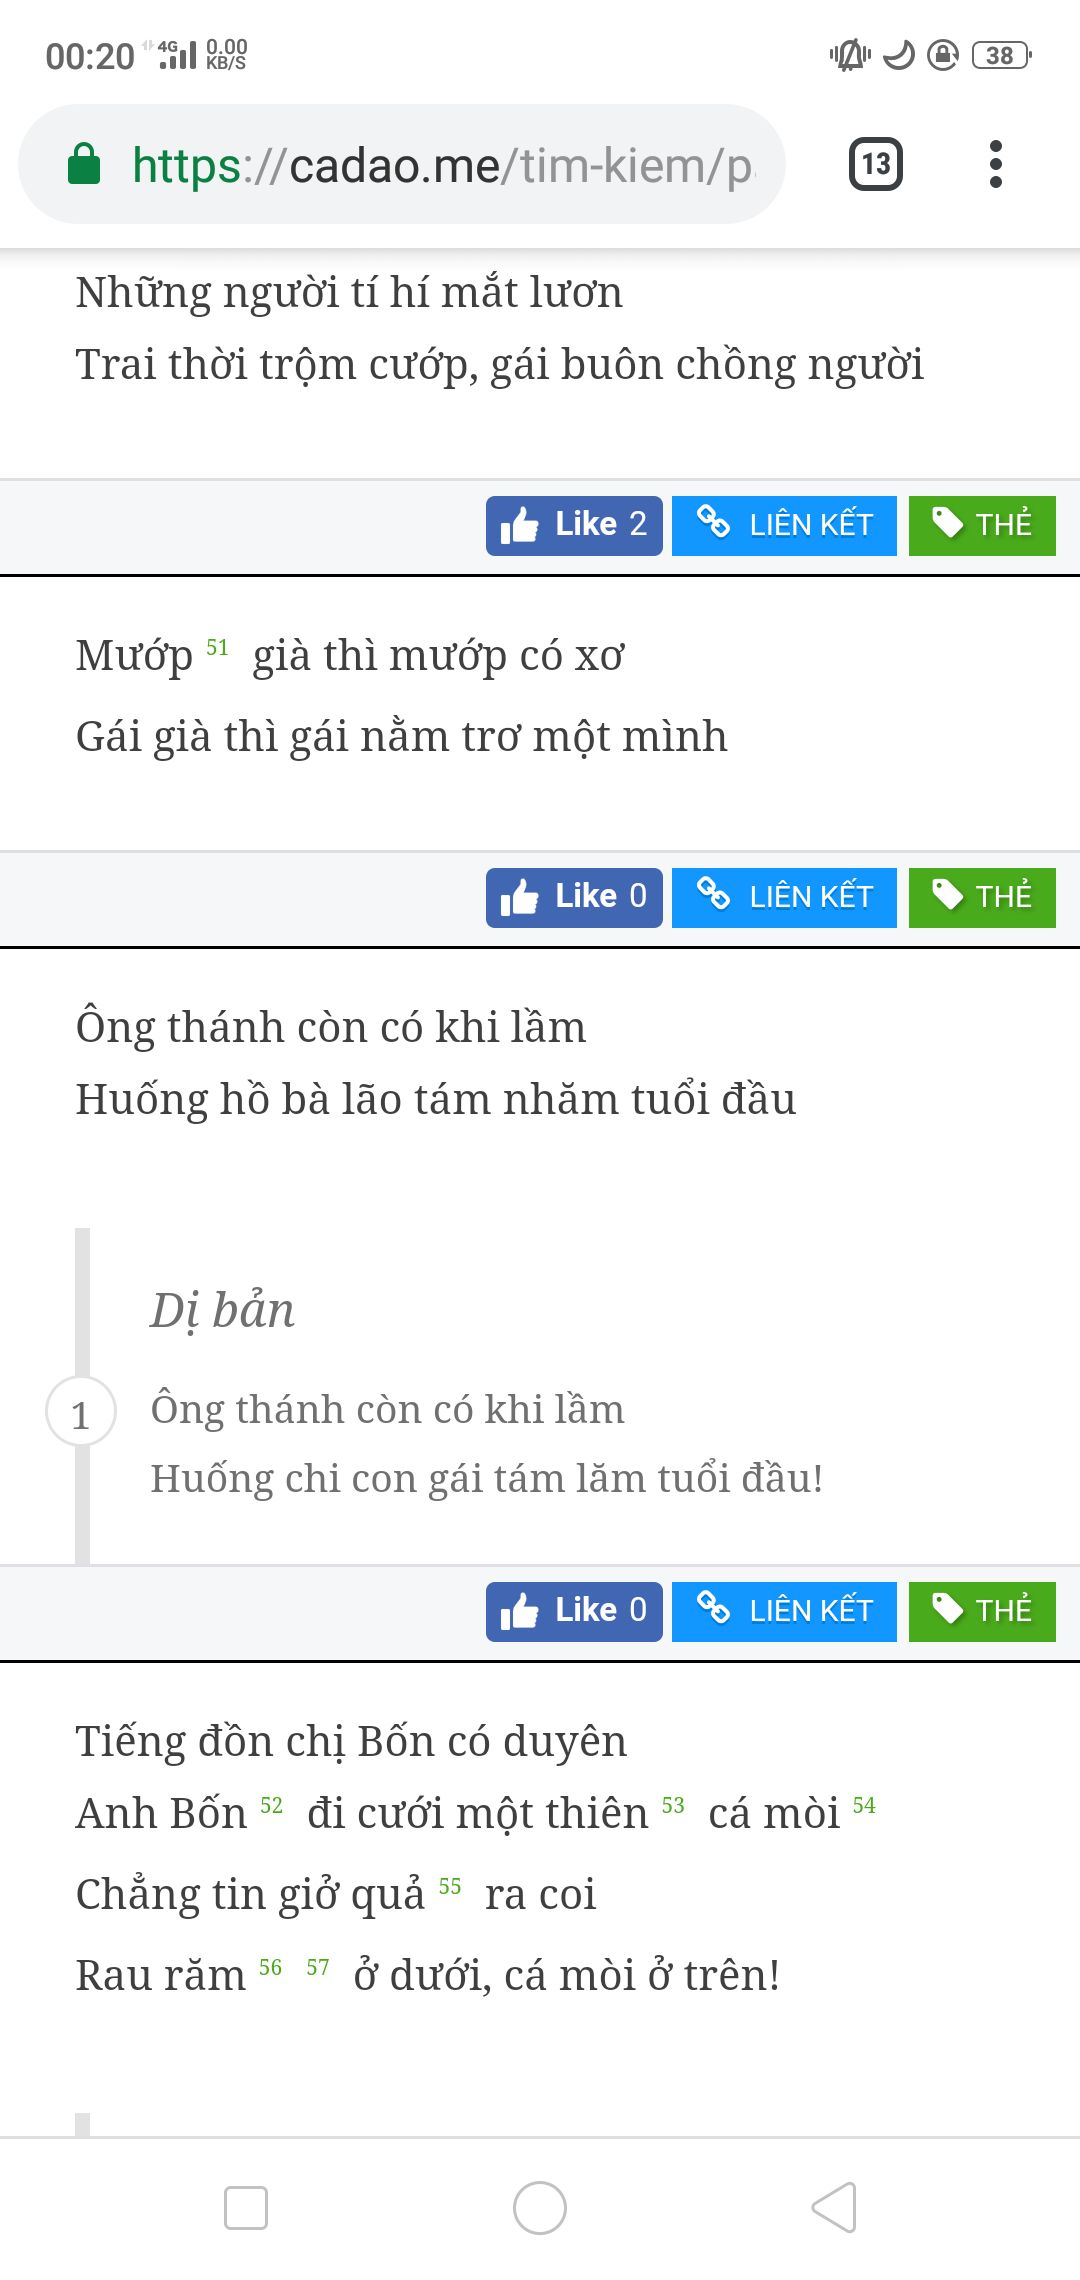 00:20 4G 0.00 KB/S 38
https://cadao.me/tim-kiem/p
13
Những người tí hí mắt lươn
Trai thời trộm cướp, gái buôn chồng người
Like 2 LIÊN KẾT THẺ
Mướp 51 già thì mướp có xơ
Gái già thì gái nằm trơ một mình
Like 0 LIÊN KẾT THẺ
Ông thánh còn có khi lầm
Huống hồ bà lão tám nhăm tuổi đầu
Dị bản
1 Ông thánh còn có khi lầm
Huống chi con gái tám lăm tuổi đầu!
Like 0 LIÊN KẾT THẺ
Tiếng đồn chị Bốn có duyên
Anh Bốn 52 đi cưới một thiên 53 cá mòi 54
Chẳng tin giở quả 55 ra coi
Rau răm 56 57 ở dưới, cá mòi ở trên!